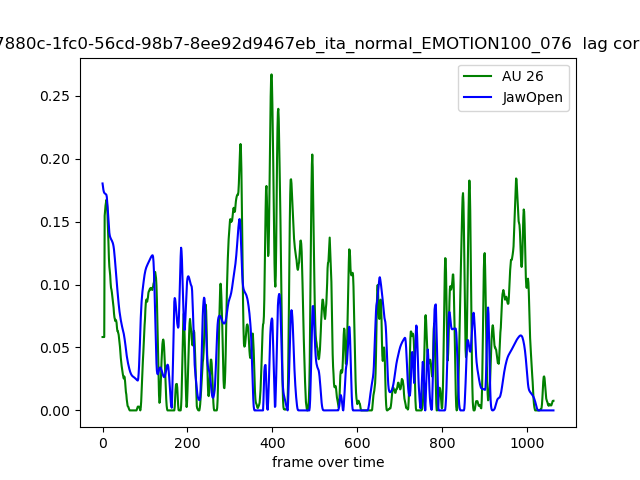 7880c-1fc0-56cd-98b7-8ee92d9467eb_ita_normal_EMOTION100_076 lag cor
AU 26
JawOpen
0.25
0.20
0.15
0.10
0.05
0.00
0 200 400 600 800 1000
frame over time